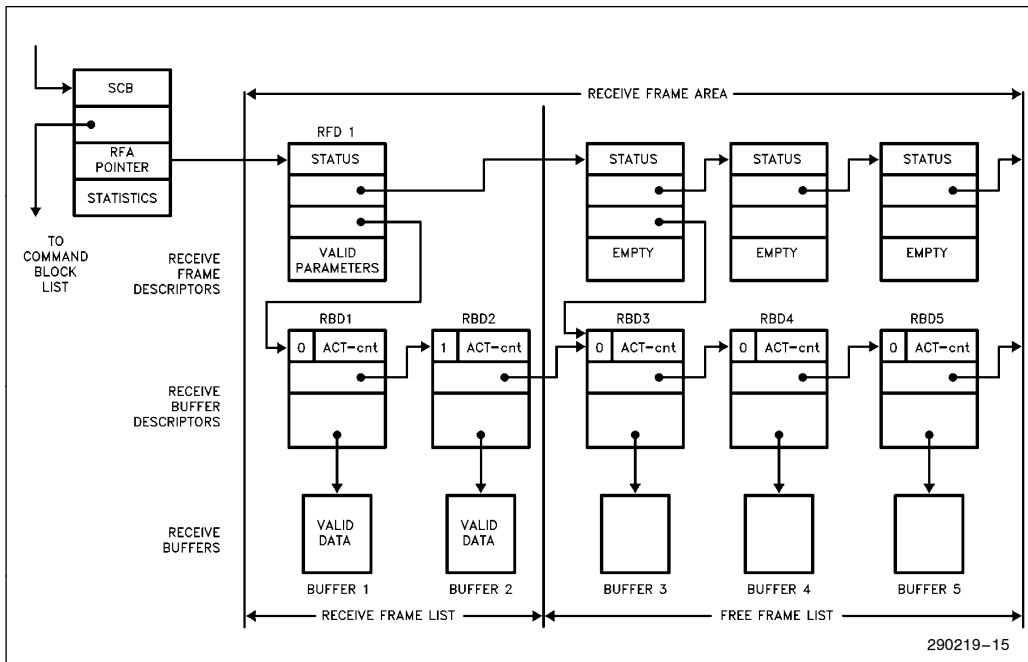 SCB
RFA
POINTER
STATISTICS
TO
COMMAND
BLOCK
LIST
RECEIVE FRAME AREA
RECEIVE
FRAME
DESCRIPTORS
RFD 1
STATUS
VALID
PARAMETERS
STATUS
EMPTY
STATUS
EMPTY
STATUS
EMPTY
RECEIVE
BUFFER
DESCRIPTORS
RBD1
0 ACT-cnt
RBD2
1 ACT-cnt
RBD3
0 ACT-cnt
RBD4
0 ACT-cnt
RBD5
0 ACT-cnt
RECEIVE
BUFFERS
VALID
DATA
BUFFER 1
VALID
DATA
BUFFER 2
BUFFER 3
BUFFER 4
BUFFER 5
RECEIVE FRAME LIST
FREE FRAME LIST
290219-15